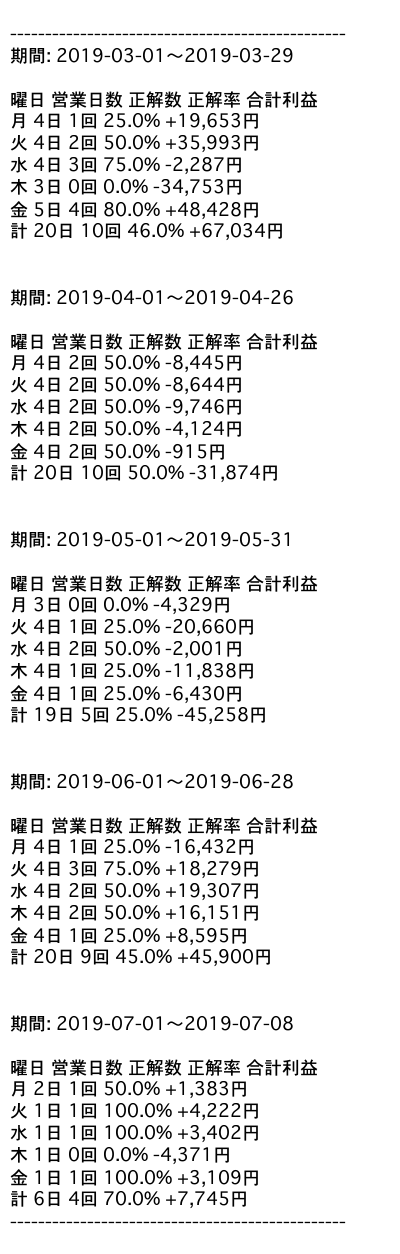 ------------------------------------------------
期間: 2019-03-01〜2019-03-29
曜日 営業日数 正解数 正解率 合計利益
月 4日 1回 25.0% +19,653円
火 4日 2回 50.0% +35,993円
水 4日 3回 75.0% -2,287円
木 3日 0回 0.0% -34,753円
金 5日 4回 80.0% +48,428円
計 20日 10回 46.0% +67,034円
期間: 2019-04-01〜2019-04-26
曜日 営業日数 正解数 正解率 合計利益
月 4日 2回 50.0% -8,445円
火 4日 2回 50.0% -8,644円
水 4日 2回 50.0% -9,746円
木 4日 2回 50.0% -4,124円
金 4日 2回 50.0% -915円
計 20日 10回 50.0% -31,874円
期間: 2019-05-01〜2019-05-31
曜日 営業日数 正解数 正解率 合計利益
月 3日 0回 0.0% -4,329円
火 4日 1回 25.0% -20,660円
水 4日 2回 50.0% -2,001円
木 4日 1回 25.0% -11,838円
金 4日 1回 25.0% -6,430円
計 19日 5回 25.0% -45,258円
期間: 2019-06-01〜2019-06-28
曜日 営業日数 正解数 正解率 合計利益
月 4日 1回 25.0% -16,432円
火 4日 3回 75.0% +18,279円
水 4日 2回 50.0% +19,307円
木 4日 2回 50.0% +16,151円
金 4日 1回 25.0% +8,595円
計 20日 9回 45.0% +45,900円
期間: 2019-07-01〜2019-07-08
曜日 営業日数 正解数 正解率 合計利益
月 2日 1回 50.0% +1,383円
火 1日 1回 100.0% +4,222円
水 1日 1回 100.0% +3,402円
木 1日 0回 0.0% -4,371円
金 1日 1回 100.0% +3,109円
計 6日 4回 70.0% +7,745円
------------------------------------------------